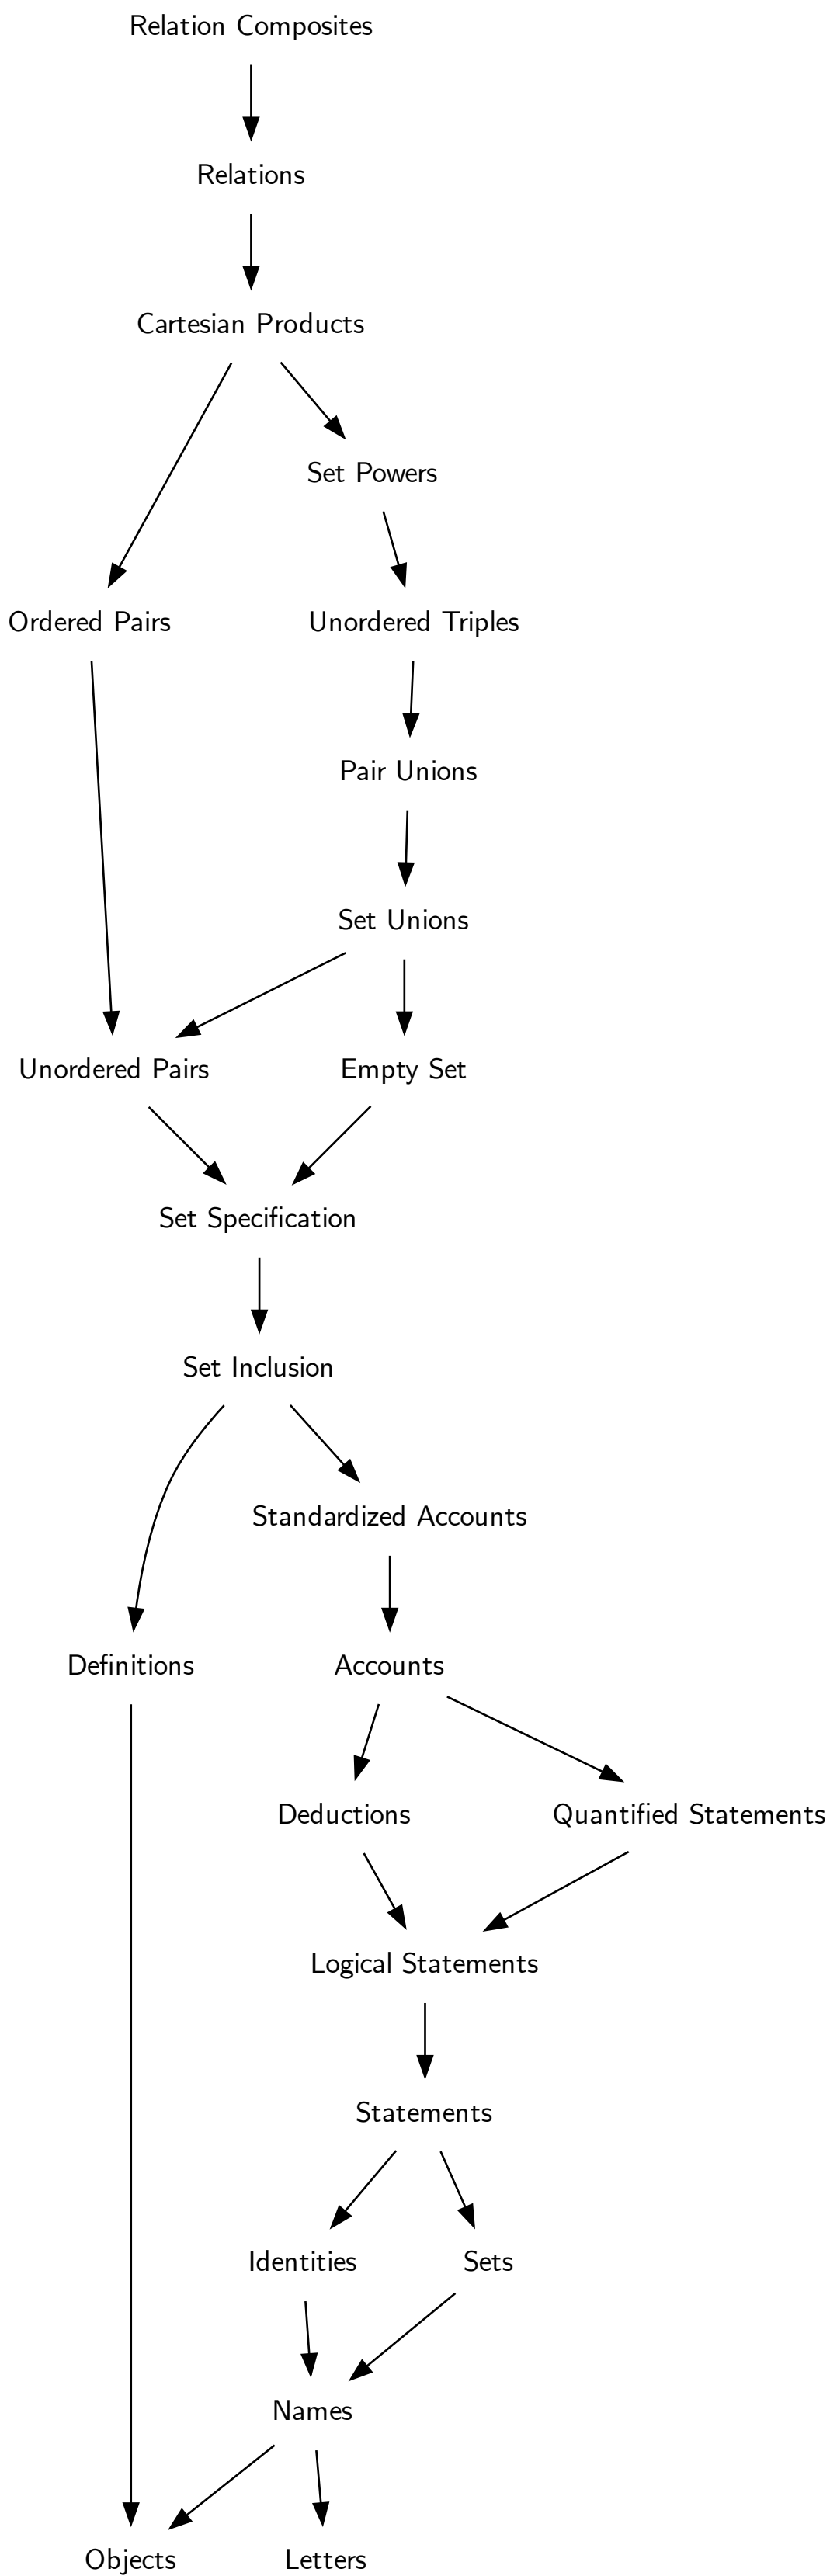 Relation Composites
Relations
Cartesian Products
Set Powers
Ordered Pairs
Unordered Triples
Pair Unions
Set Unions
Unordered Pairs
Empty Set
Set Specification
Set Inclusion
Standardized Accounts
Definitions
Accounts
Deductions
Quantified Statements
Logical Statements
Statements
Identities
Sets
Names
Objects
Letters